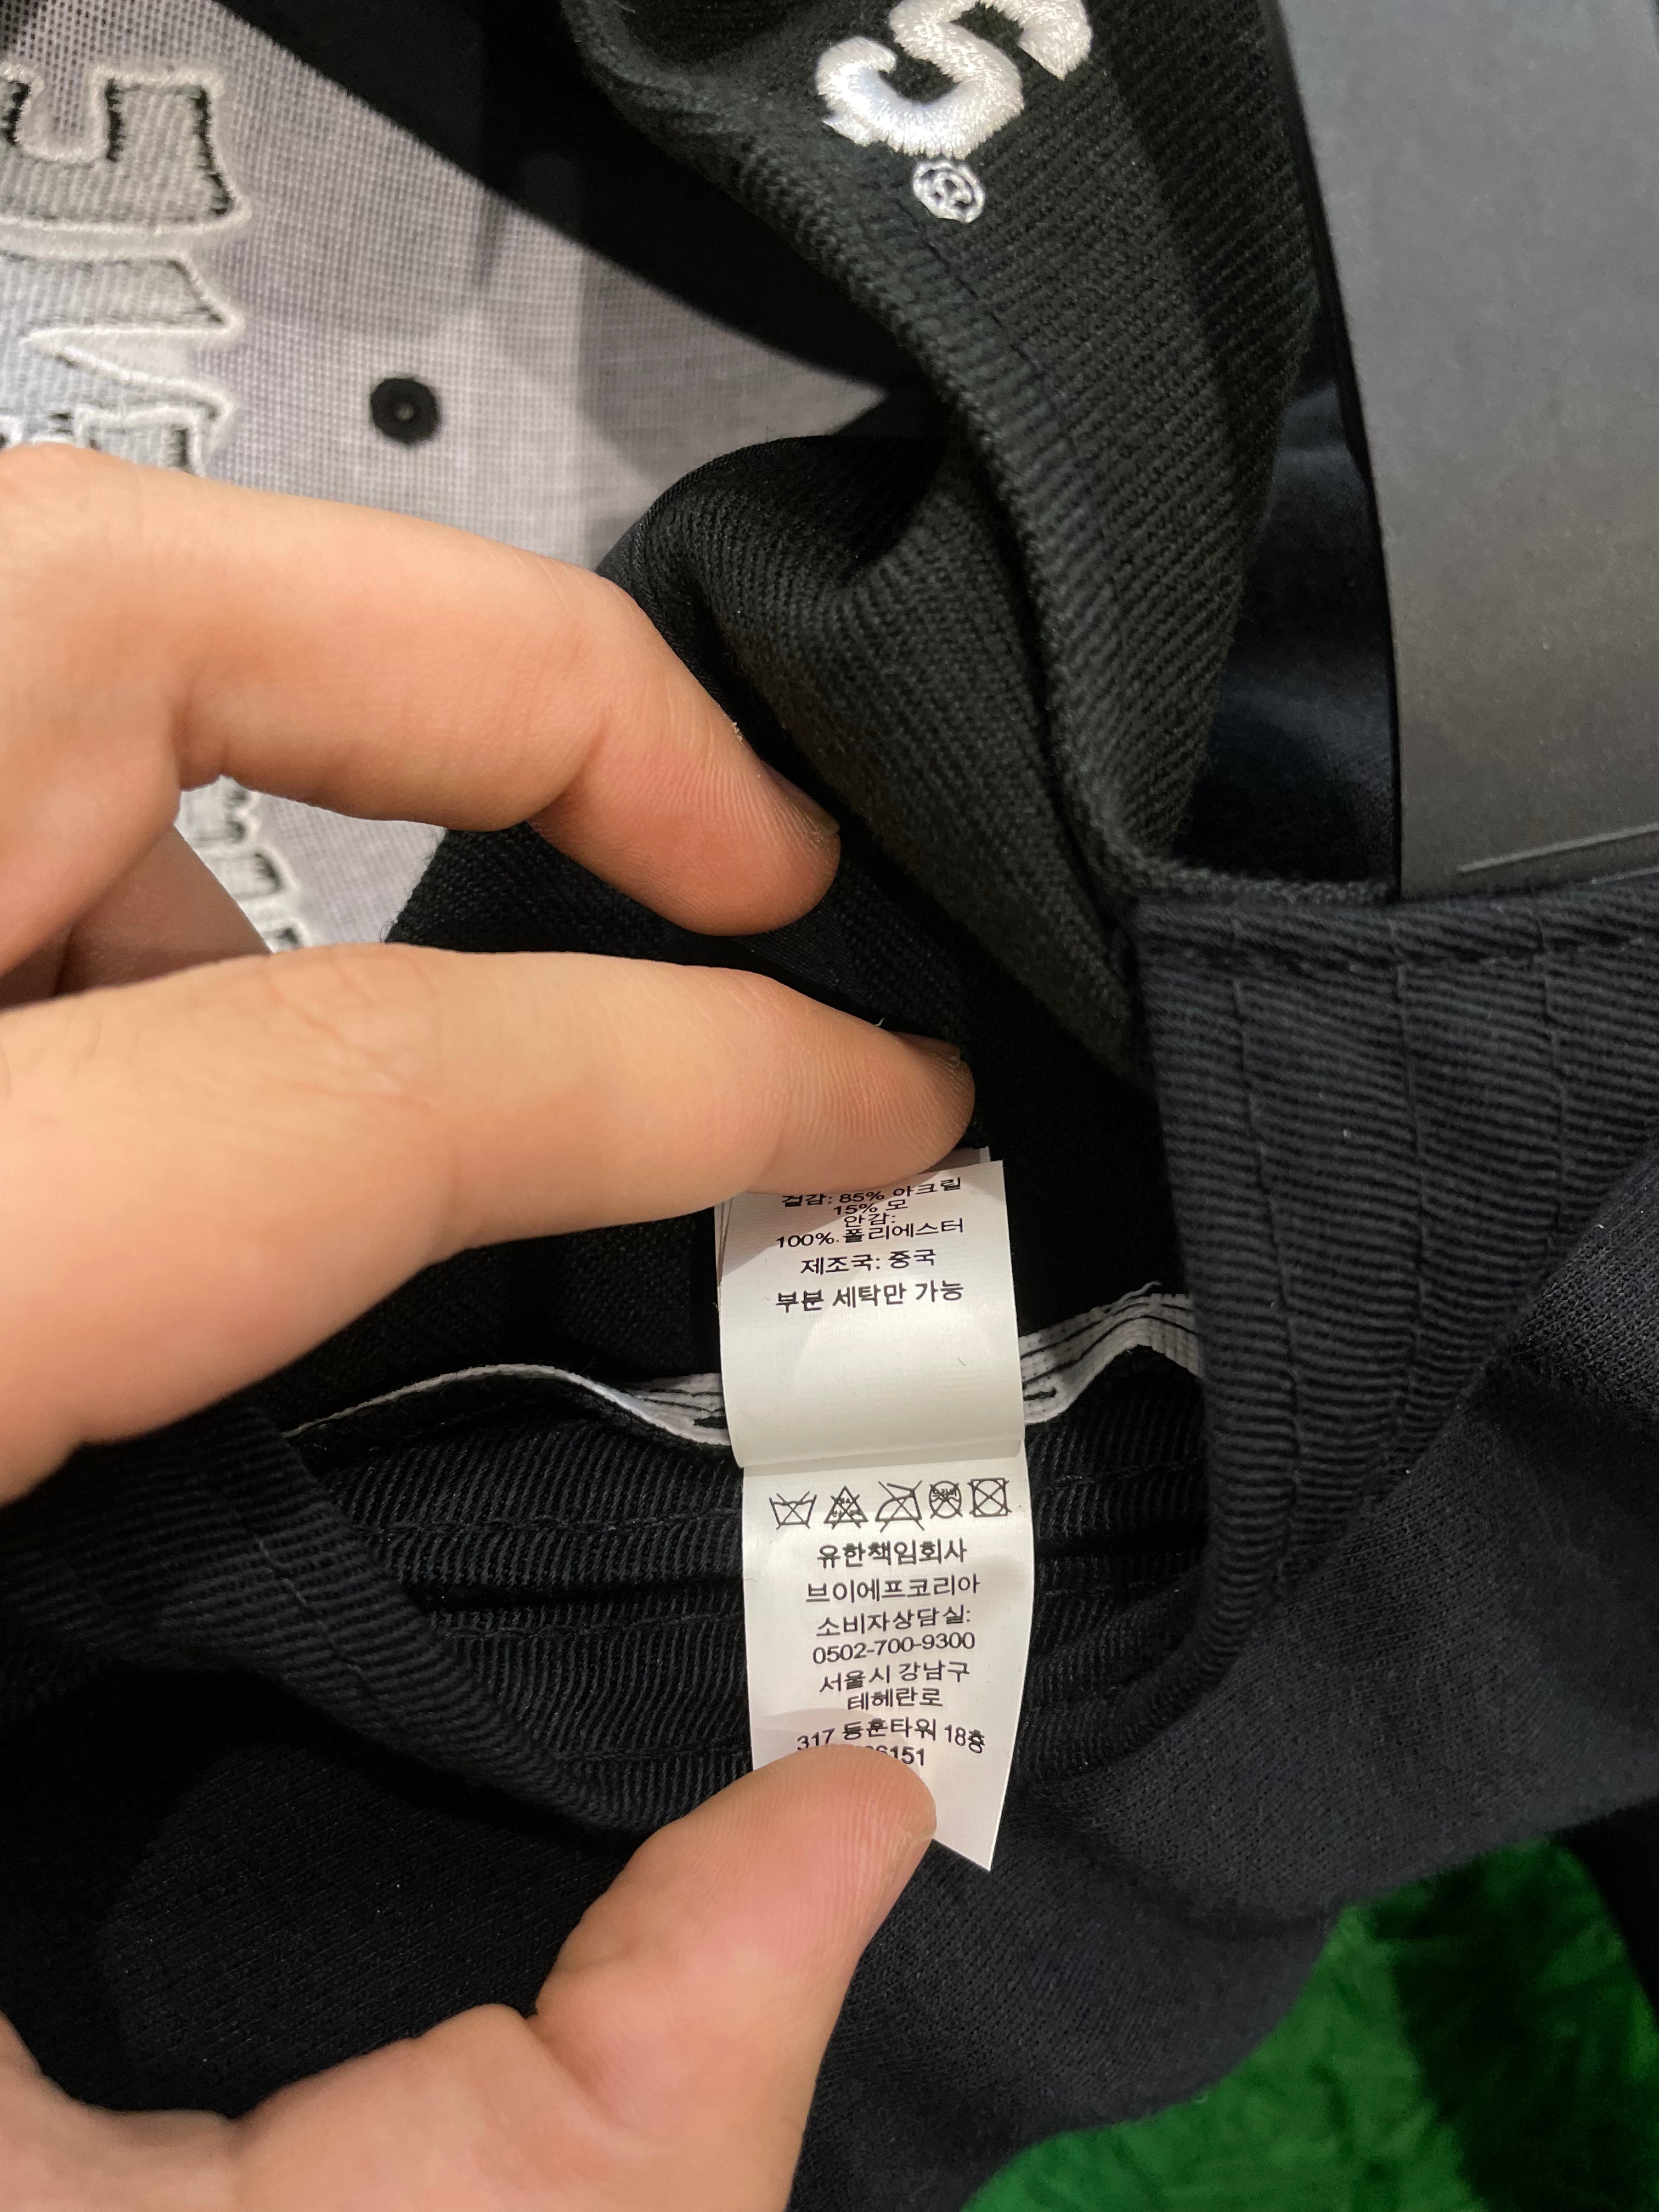 S
®
겉감: 85% 아크릴
15% 모
안감:
100% 폴리에스터
제조국: 중국
부분 세탁만 가능
유한책임회사
브이에프코리아
소비자상담실:
0502-700-9300
서울시 강남구
테헤란로
317 동훈타워 18층